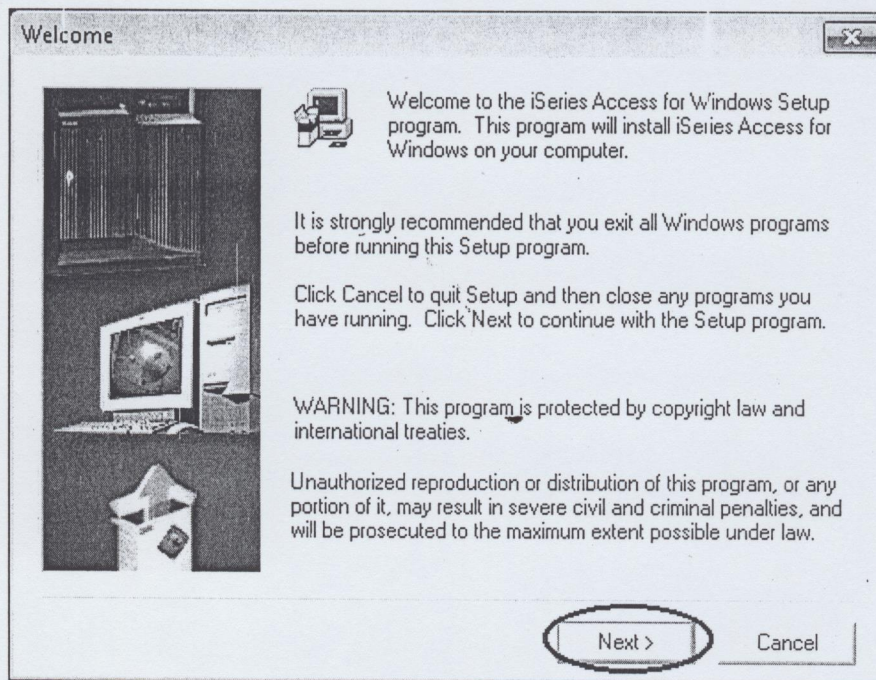 Welcome
Welcome to the iSeries Access for Windows Setup
program. This program will install iSeries Access for
Windows on your computer.
It is strongly recommended that you exit all Windows programs
before running this Setup program.
Click Cancel to quit Setup and then close any programs you
have running. Click Next to continue with the Setup program.
WARNING: This program is protected by copyright law and
international treaties.
Unauthorized reproduction or distribution of this program, or any
portion of it, may result in severe civil and criminal penalties, and
will be prosecuted to the maximum extent possible under law.
Next >
Cancel